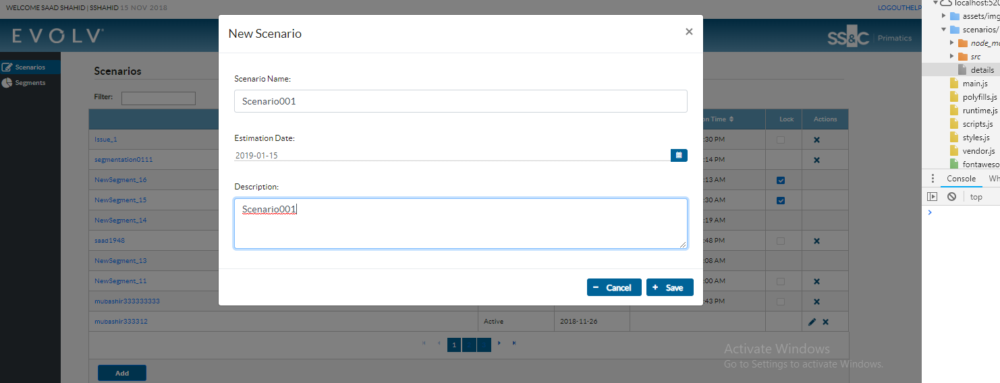 WELCOME SAAD SHAHID | SSHAHID 15 NOV 2018
LOGOUTHELP
EVOLV
SS&C | Primatics
Scenarios
Segments
Scenarios
Filter:
New Scenario
×
Scenario Name:
Scenario001
Estimation Date:
2019-01-15
Description:
Scenario001
Cancel
Save
on Time Lock Actions
Issue_1 :30 PM
segmentation0111 :14 PM
NewSegment_16 :13 AM
NewSegment_15 :30 AM
NewSegment_14 :19 AM
saad1948 :48 PM
NewSegment_13 :08 AM
NewSegment_11 :00 AM
mubashir333333333 :43 PM
mubashir333312 Active 2018-11-26
1 2 3
Add
Activate Windows
Go to Settings to activate Windows.
localhost:520
assets/img
scenarios/
node_mo
src
details
main.js
polyfills.js
runtime.js
scripts.js
styles.js
vendor.js
fontaweso
Console Wh
top